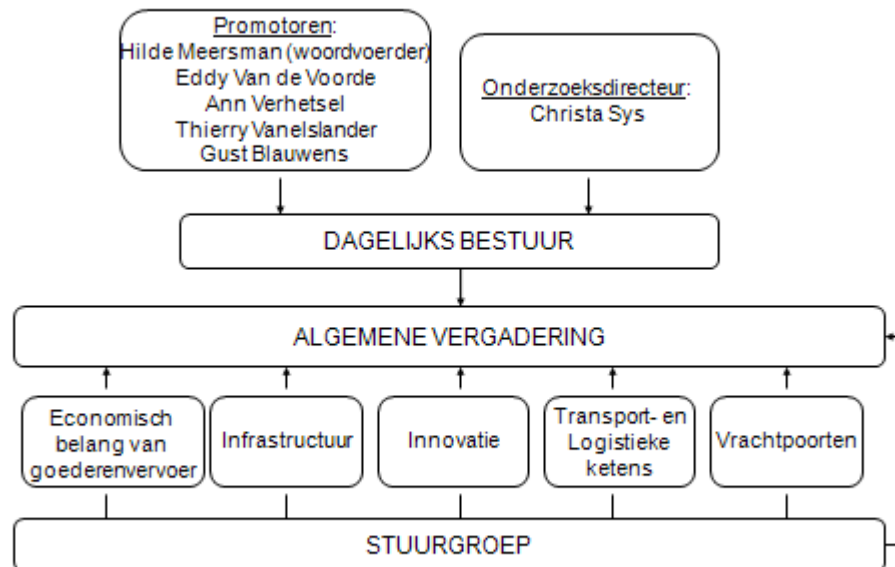 Promotoren:
Hilde Meersman (woordvoerder)
Eddy Van de Voorde
Ann Verhetsel
Thierry Vanelslander
Gust Blauwens
Onderzoeksdirecteur:
Christa Sys
DAGELIJKS BESTUUR
ALGEMENE VERGADERING
Economisch
belang van
goederenvervoer
Infrastructuur
Innovatie
Transport- en
Logistieke
ketens
Vrachtpoorten
STUURGROEP